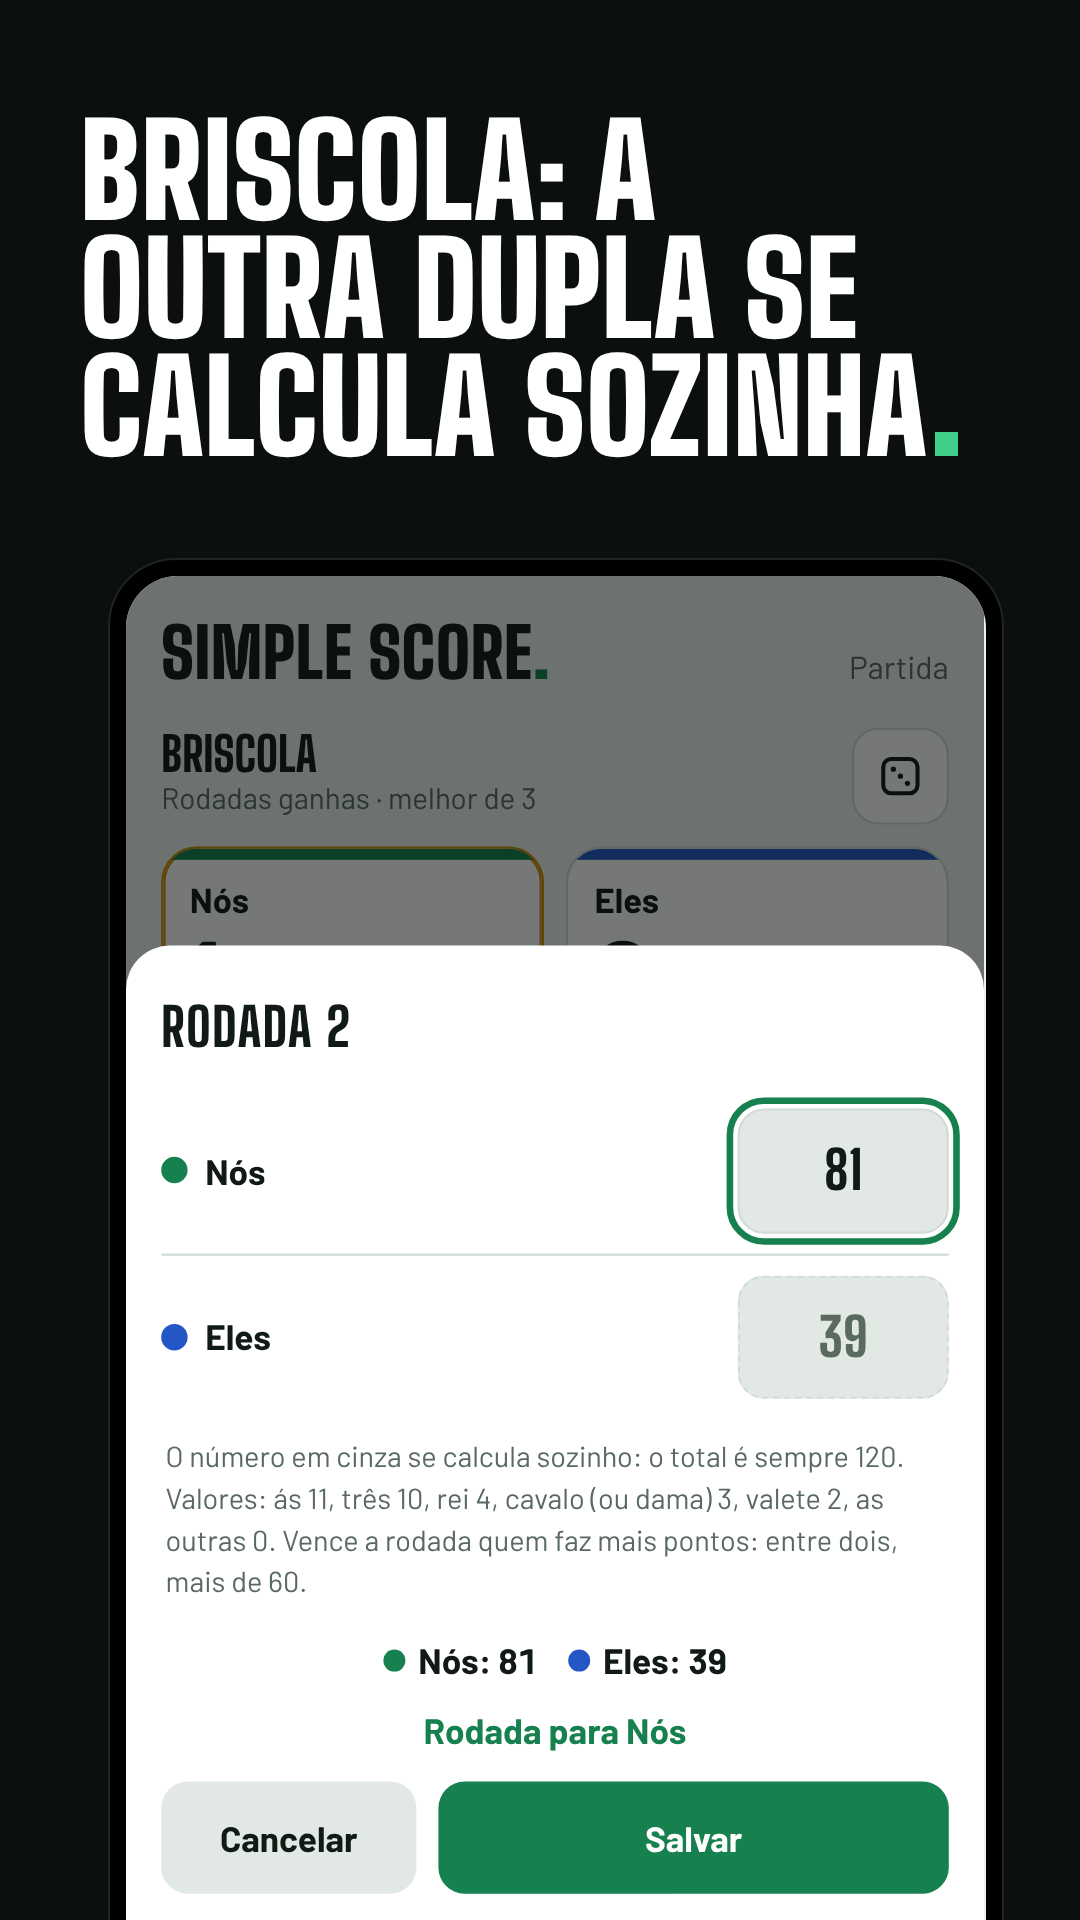 BRISCOLA: A
OUTRA DUPLA SE
CALCULA SOZINHA.
SIMPLE SCORE.
Partida
BRISCOLA
Rodadas ganhas · melhor de 3
Nós
Eles
RODADA 2
Nós
81
Eles
39
O número em cinza se calcula sozinho: o total é sempre 120.
Valores: ás 11, três 10, rei 4, cavalo (ou dama) 3, valete 2, as
outras 0. Vence a rodada quem faz mais pontos: entre dois,
mais de 60.
Nós: 81 Eles: 39
Rodada para Nós
Cancelar
Salvar